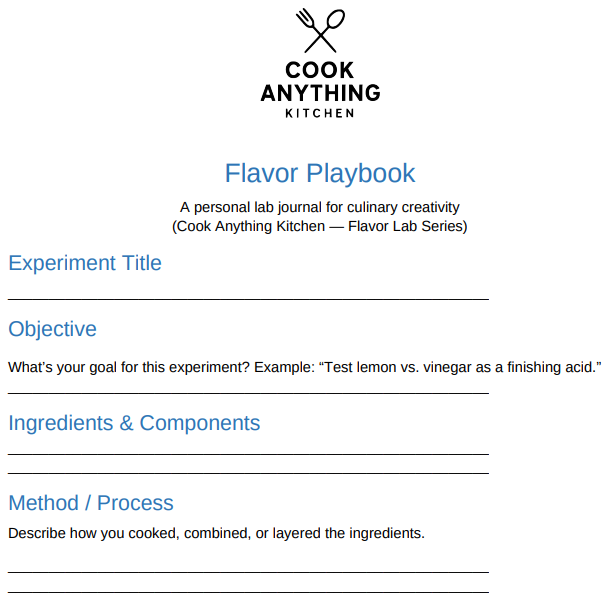 COOK
ANYTHING
KITCHEN
Flavor Playbook
A personal lab journal for culinary creativity
(Cook Anything Kitchen — Flavor Lab Series)
Experiment Title
Objective
What’s your goal for this experiment? Example: “Test lemon vs. vinegar as a finishing acid.”
Ingredients & Components
Method / Process
Describe how you cooked, combined, or layered the ingredients.